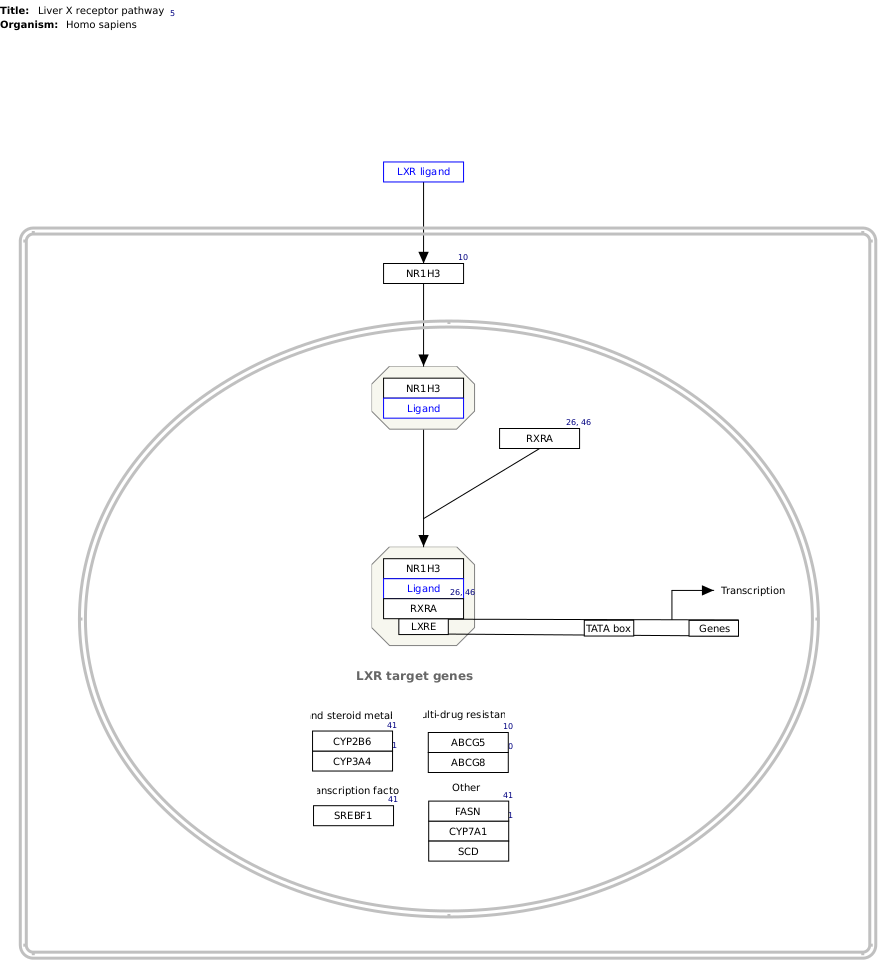 Title: Liver X receptor pathway 5
Organism: Homo sapiens
LXR ligand
10
NR1H3
NR1H3
Ligand
26, 46
RXRA
NR1H3
Ligand 26, 46
RXRA
LXRE
Transcription
TATA box
Genes
LXR target genes
nd steroid metal
41
CYP2B6
1
CYP3A4
ulti-drug resistan
10
ABCG5
0
ABCG8
anscription facto
41
SREBF1
Other
41
FASN
1
CYP7A1
SCD